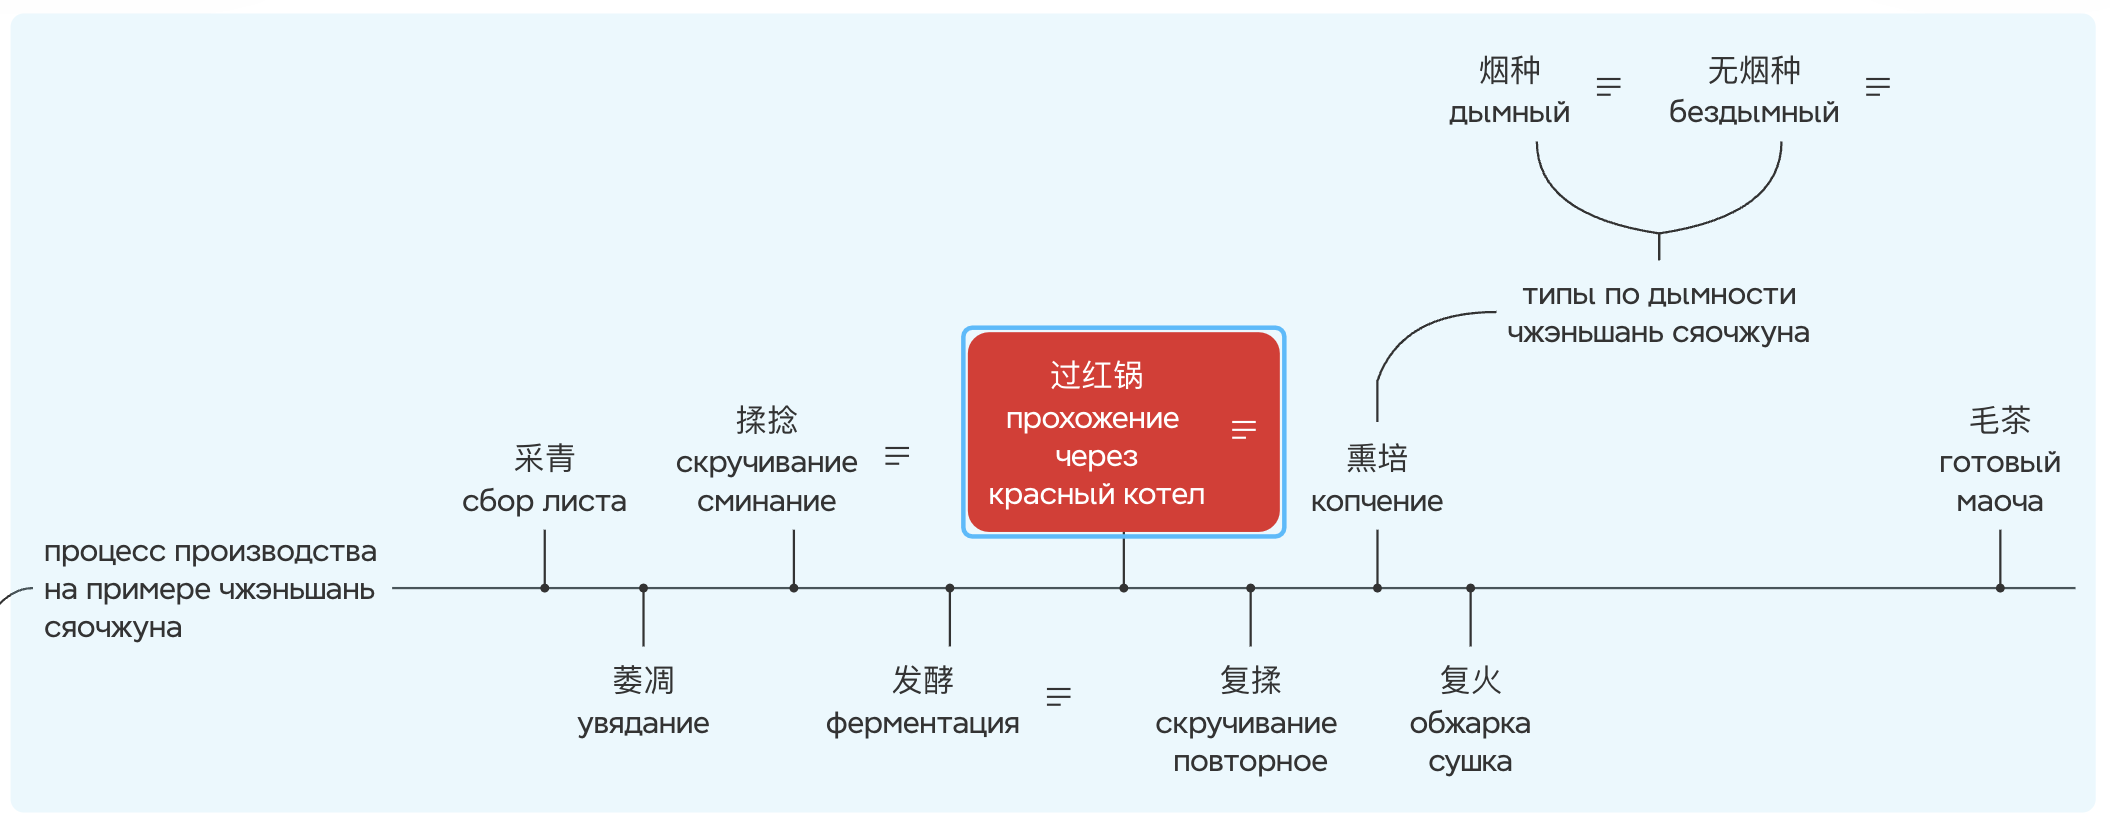 烟种
дымный
无烟种
бездымный
типы по дымности
чжэньшань сяочжуна
процесс производства
на примере чжэньшань
сяочжуна
采青
сбор листа
萎凋
увядание
揉捻
скручивание
сминание
发酵
ферментация
过红锅
прохожение
через
красный котел
复揉
скручивание
повторное
熏培
копчение
复火
обжарка
сушка
毛茶
готовый
маоча